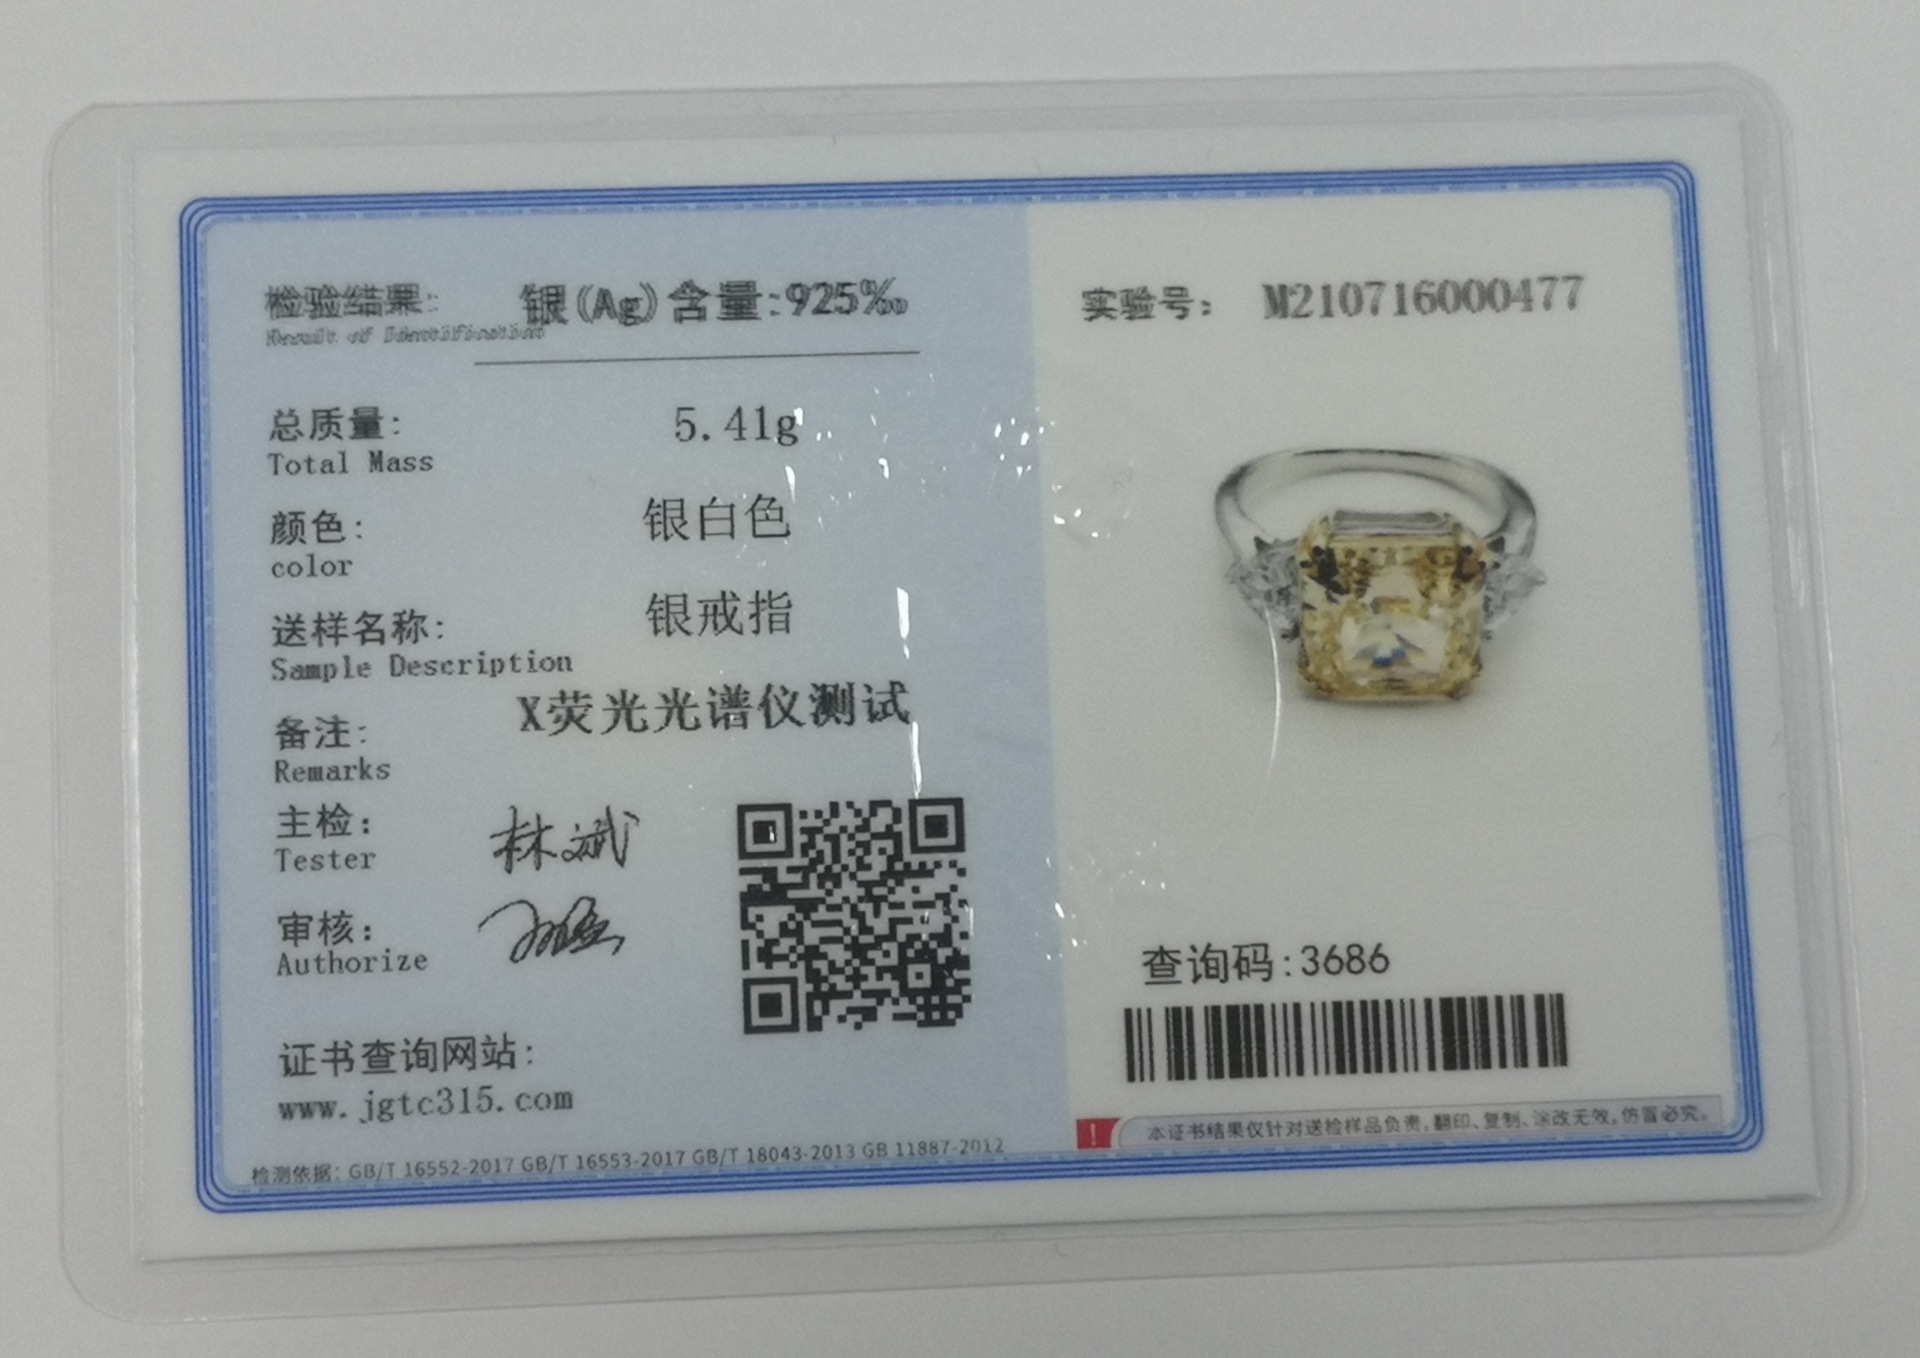 检验结果: 银(Ag)含量:925‰
Result of Identification
总质量: 5.41g
Total Mass
颜色: 银白色
color
送样名称: 银戒指
Sample Description
备注: X荧光光谱仪测试
Remarks
主检: 林斌
Tester
审核:
Authorize
证书查询网站:
www.jgtc315.com
检测依据: GB/T 16552-2017 GB/T 16553-2017 GB/T 18043-2013 GB 11887-2012
实验号: M210716000477
查询码:3686
! 本证书结果仅针对送检样品负责,翻印、复制、涂改无效,仿冒必究。